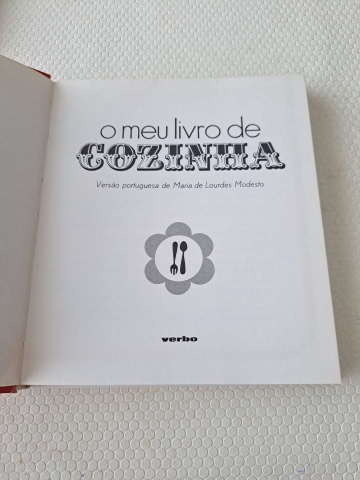 o meu livro de
COZINHA
Versão portuguesa de Maria de Lourdes Modesto
verbo